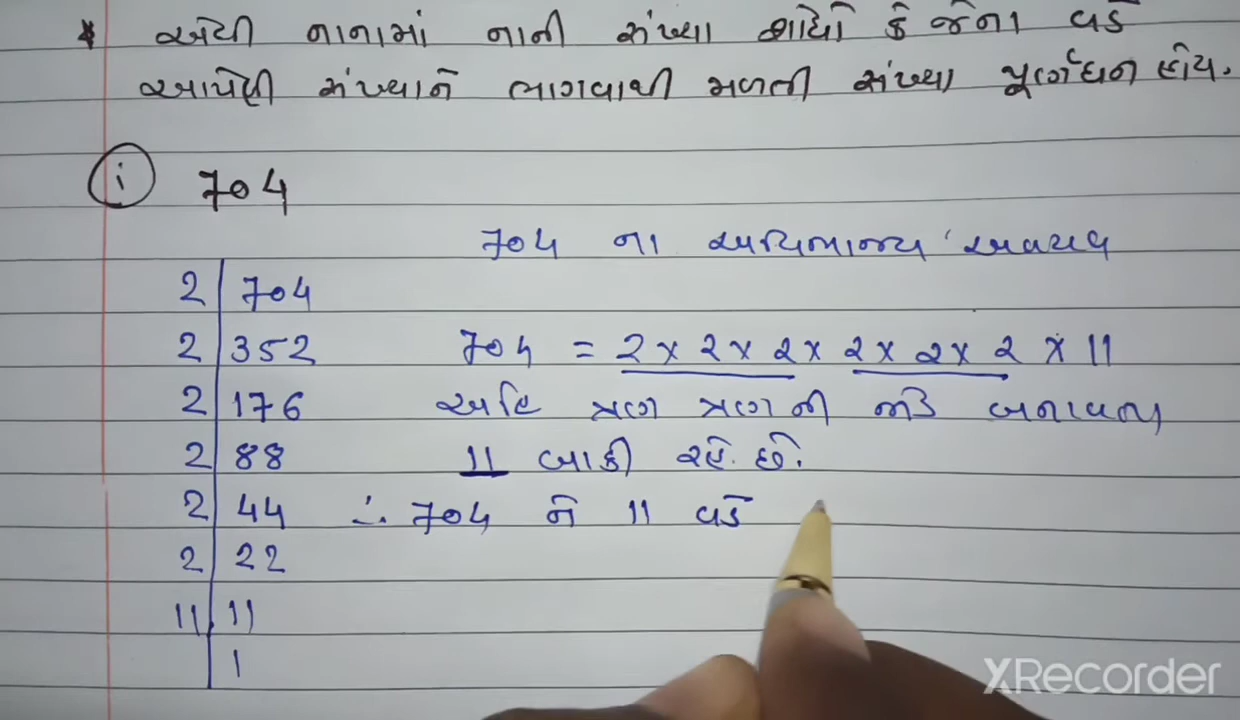 * એવી નાનામાં નાની સંખ્યા શોધો કે જેના વડે
આપેલી સંખ્યાને ભાગવાથી મળતી સંખ્યા પૂર્ણઘન હોય.
(i) 704
704 ના અવિભાજ્ય અવયવ
2 | 704
2 | 352 704 = 2 × 2 × 2 × 2 × 2 × 2 × 11
2 | 176 અહિ ત્રણ ત્રણ ની જોડ બનાવતા
2 | 88 11 બાકી રહે છે.
2 | 44 ∴ 704 ને 11 વડે
2 | 22
11 | 11
| 1
XRecorder